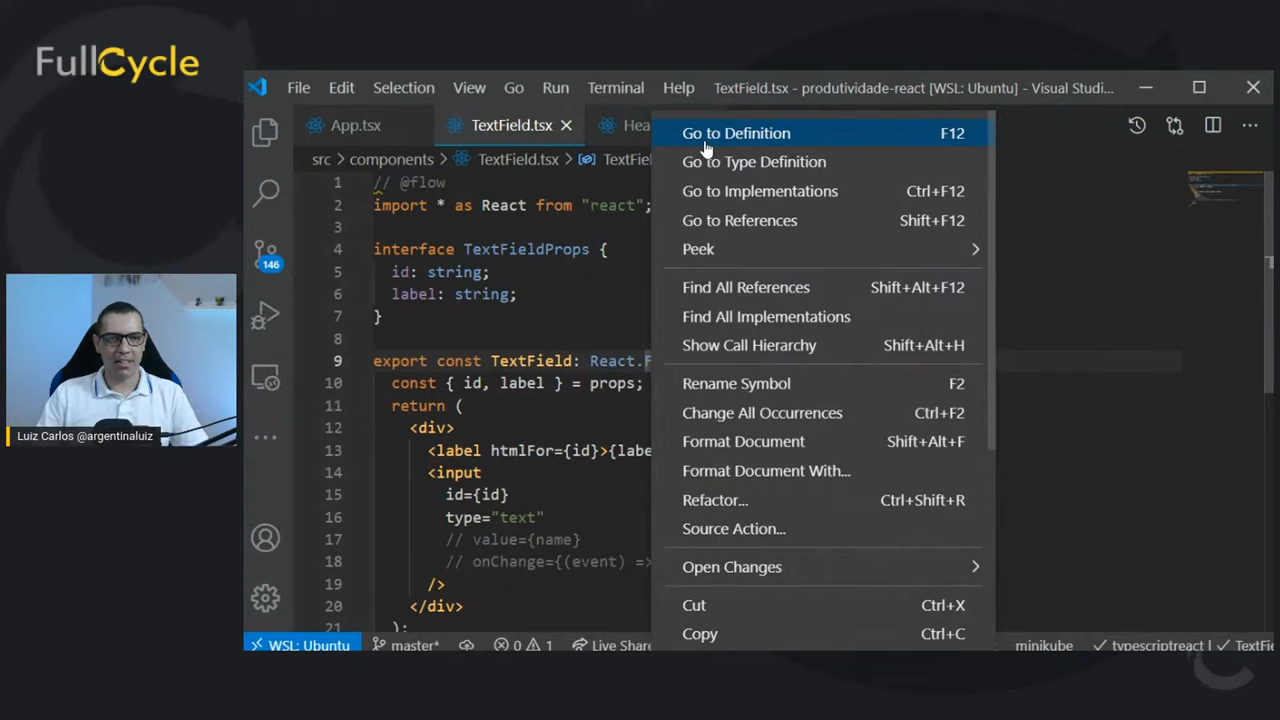 FullCycle
File Edit Selection View Go Run Terminal Help TextField.tsx - produtividade-react [WSL: Ubuntu] - Visual Studi...
App.tsx TextField.tsx Hea
src > components > TextField.tsx > TextFie
1 // @flow
2 import * as React from "react";
3
4 interface TextFieldProps {
5 id: string;
6 label: string;
7 }
8
9 export const TextField: React.F
10 const { id, label } = props;
11 return (
12 <div>
13 <label htmlFor={id}>{labe
14 <input
15 id={id}
16 type="text"
17 // value={name}
18 // onChange={(event) =>
19 />
20 </div>
21 );
Go to Definition F12
Go to Type Definition
Go to Implementations Ctrl+F12
Go to References Shift+F12
Peek
Find All References Shift+Alt+F12
Find All Implementations
Show Call Hierarchy Shift+Alt+H
Rename Symbol F2
Change All Occurrences Ctrl+F2
Format Document Shift+Alt+F
Format Document With...
Refactor... Ctrl+Shift+R
Source Action...
Open Changes
Cut Ctrl+X
Copy Ctrl+C
146
Luiz Carlos @argentinaluiz
WSL: Ubuntu master* 0 1 Live Share minikube typescriptreact TextFi